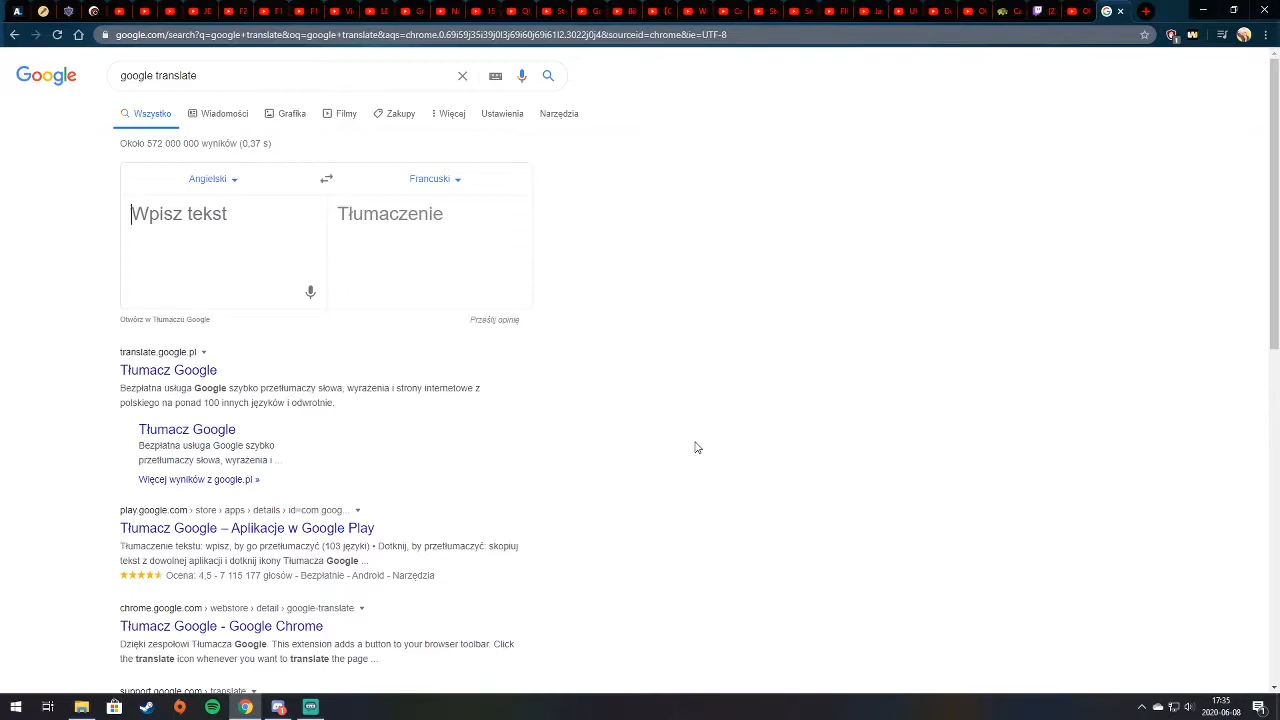 google.com/search?q=google+translate&oq=google+translate&aqs=chrome.0.69i59j35i39j0l3j69i60j69i61l2.3022j0j4&sourceid=chrome&ie=UTF-8
Google
google translate
Wszystko Wiadomości Grafika Filmy Zakupy Więcej Ustawienia Narzędzia
Około 572 000 000 wyników (0,37 s)
Angielski Francuski
Wpisz tekst Tłumaczenie
Otwórz w Tłumaczu Google Prześlij opinię
translate.google.pl
Tłumacz Google
Bezpłatna usługa Google szybko przetłumaczy słowa, wyrażenia i strony internetowe z
polskiego na ponad 100 innych języków i odwrotnie.
Tłumacz Google
Bezpłatna usługa Google szybko
przetłumaczy słowa, wyrażenia i ...
Więcej wyników z google.pl »
play.google.com › store › apps › details › id=com.goog...
Tłumacz Google – Aplikacje w Google Play
Tłumaczenie tekstu: wpisz, by go przetłumaczyć (103 języki) • Dotknij, by przetłumaczyć: skopiuj
tekst z dowolnej aplikacji i dotknij ikony Tłumacza Google ...
Ocena: 4,5 - 7 115 177 głosów - Bezpłatnie - Android - Narzędzia
chrome.google.com › webstore › detail › google-translate
Tłumacz Google - Google Chrome
Dzięki zespołowi Tłumacza Google. This extension adds a button to your browser toolbar. Click
the translate icon whenever you want to translate the page ...
support.google.com › translate
17:35
2020-06-08